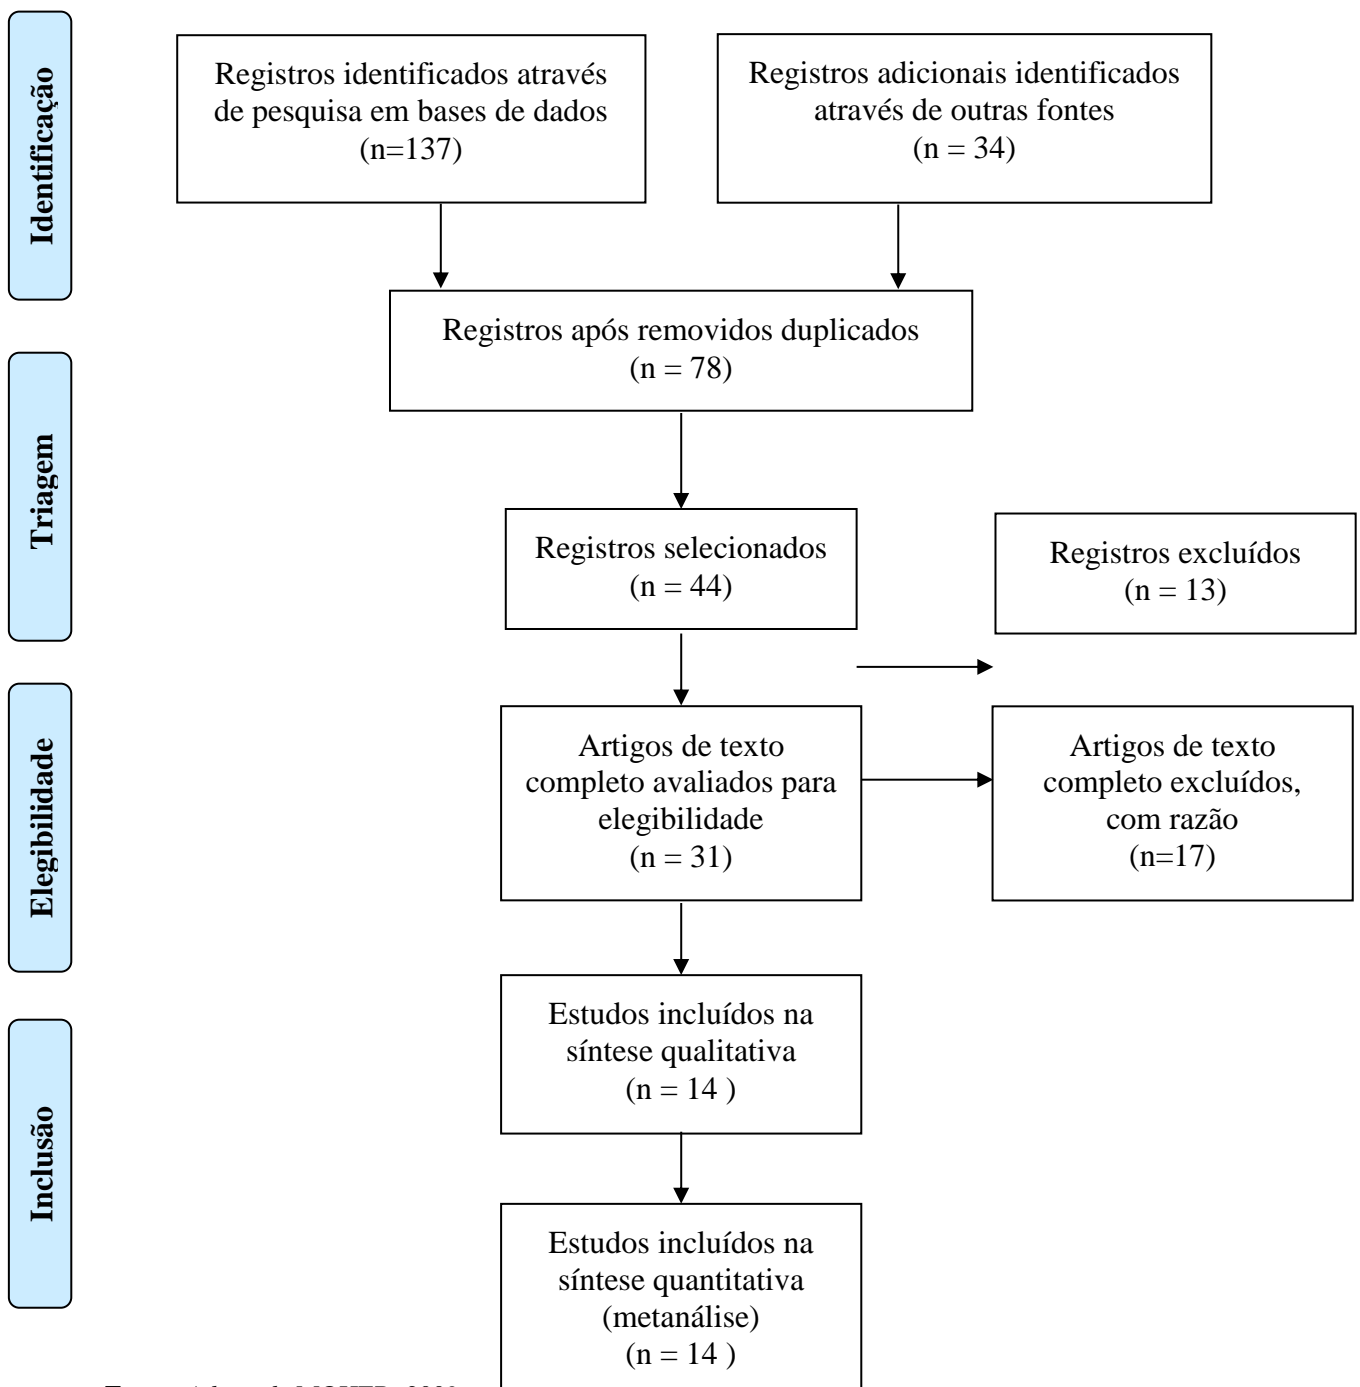 Identificação
Registros identificados através
de pesquisa em bases de dados
(n=137)
Registros adicionais identificados
através de outras fontes
(n = 34)
Registros após removidos duplicados
(n = 78)
Triagem
Registros selecionados
(n = 44)
Registros excluídos
(n = 13)
Elegibilidade
Artigos de texto
completo avaliados para
elegibilidade
(n = 31)
Artigos de texto
completo excluídos,
com razão
(n=17)
Inclusão
Estudos incluídos na
síntese qualitativa
(n = 14 )
Estudos incluídos na
síntese quantitativa
(metanálise)
(n = 14 )